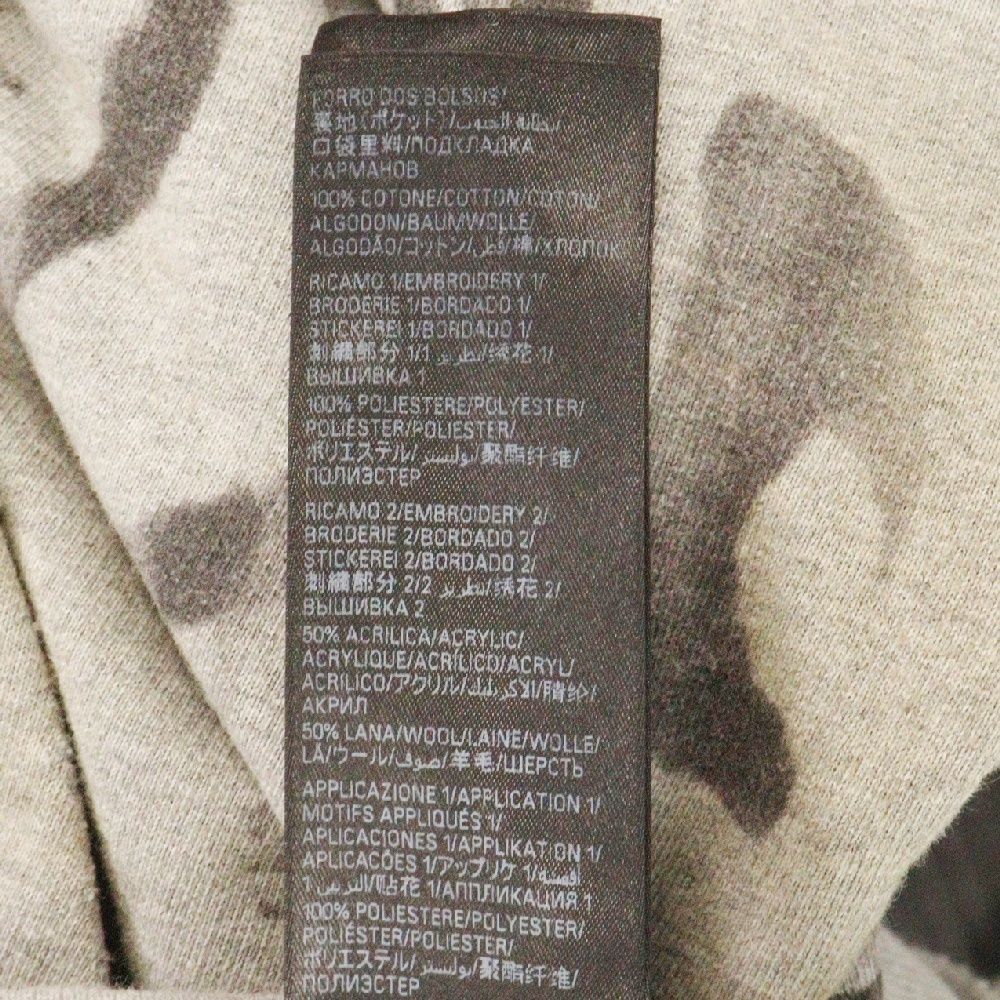 FORRO DOS BOLSOS/
裏地(ポケット)/بطانة الجيوب/
口袋里料/ПОДКЛАДКА
КАРМАНОВ
100% COTONE/COTTON/COTON/
ALGODON/BAUMWOLLE/
ALGODÃO/コットン/قطن/棉/ХЛОПОК
RICAMO 1/EMBROIDERY 1/
BRODERIE 1/BORDADO 1/
STICKEREI 1/BORDADO 1/
刺繍部分 1/تطريز 1/绣花 1/
ВЫШИВКА 1
100% POLIESTERE/POLYESTER/
POLIÉSTER/POLIESTER/
ポリエステル/بوليستر/聚酯纤维/
ПОЛИЭСТЕР
RICAMO 2/EMBROIDERY 2/
BRODERIE 2/BORDADO 2/
STICKEREI 2/BORDADO 2/
刺繍部分 2/تطريز 2/绣花 2/
ВЫШИВКА 2
50% ACRILICA/ACRYLIC/
ACRYLIQUE/ACRÍLICO/ACRYL/
ACRILICO/アクリル/الاكريليك/腈纶/
АКРИЛ
50% LANA/WOOL/LAINE/WOLLE/
LÃ/ウール/صوف/羊毛/ШЕРСТЬ
APPLICAZIONE 1/APPLICATION 1/
MOTIFS APPLIQUÉS 1/
APLICACIONES 1/APPLIKATION 1/
APLICAÇÕES 1/アップリケ 1/أقمشة
التزيين 1/贴花 1/АППЛИКАЦИЯ 1
100% POLIESTERE/POLYESTER/
POLIÉSTER/POLIESTER/
ポリエステル/بوليستر/聚酯纤维/
ПОЛИЭСТЕР